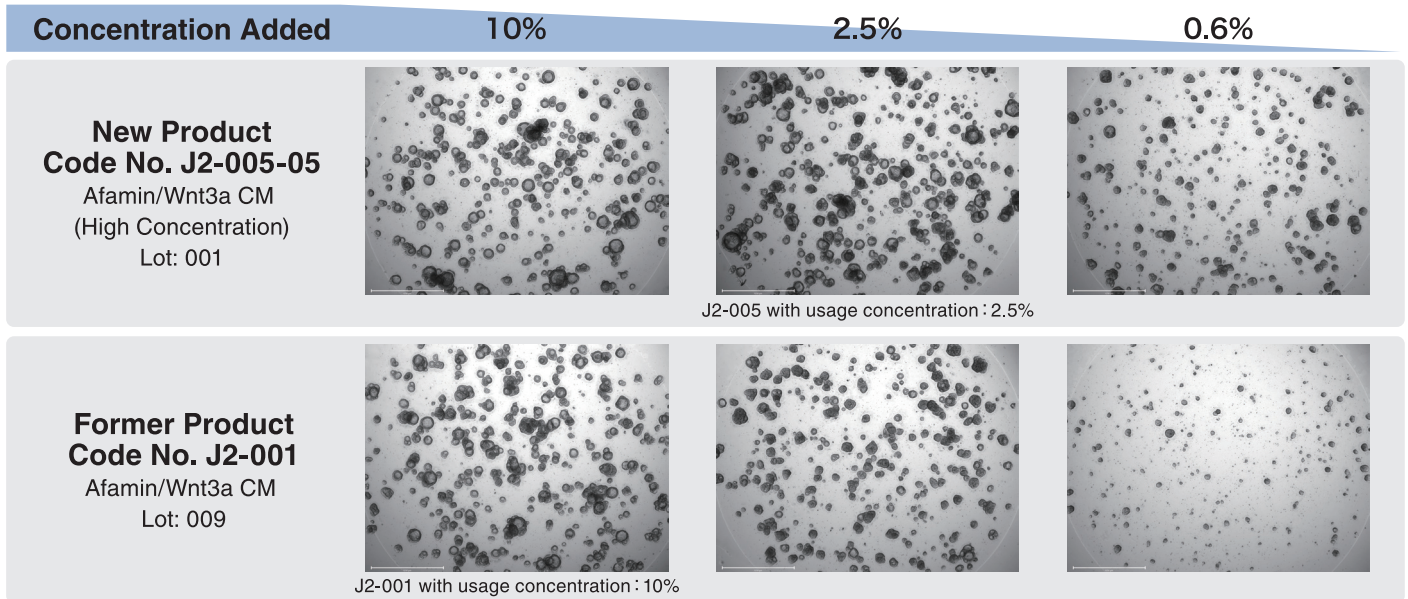 Concentration Added 10% 2.5% 0.6%
New Product
Code No. J2-005-05
Afamin/Wnt3a CM
(High Concentration)
Lot: 001
J2-005 with usage concentration：2.5%
Former Product
Code No. J2-001
Afamin/Wnt3a CM
Lot: 009
J2-001 with usage concentration：10%